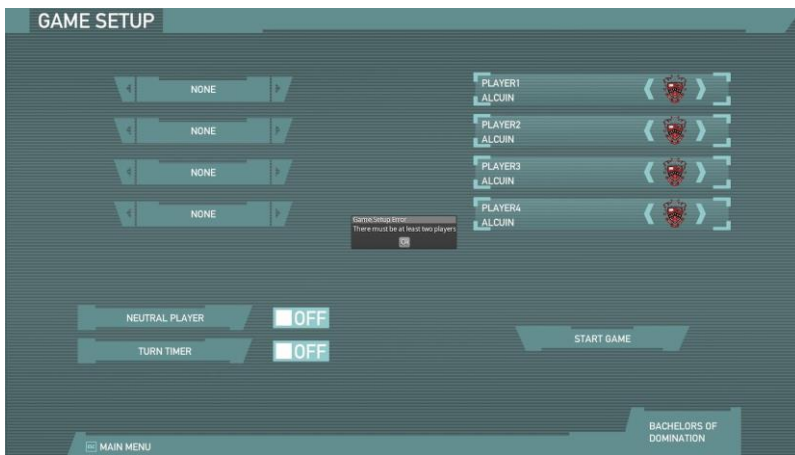 GAME SETUP
NONE
PLAYER1
ALCUIN
NONE
PLAYER2
ALCUIN
NONE
PLAYER3
ALCUIN
NONE
PLAYER4
ALCUIN
Game Setup Error
There must be at least two players
OK
NEUTRAL PLAYER
OFF
TURN TIMER
OFF
START GAME
ESC MAIN MENU
BACHELORS OF
DOMINATION